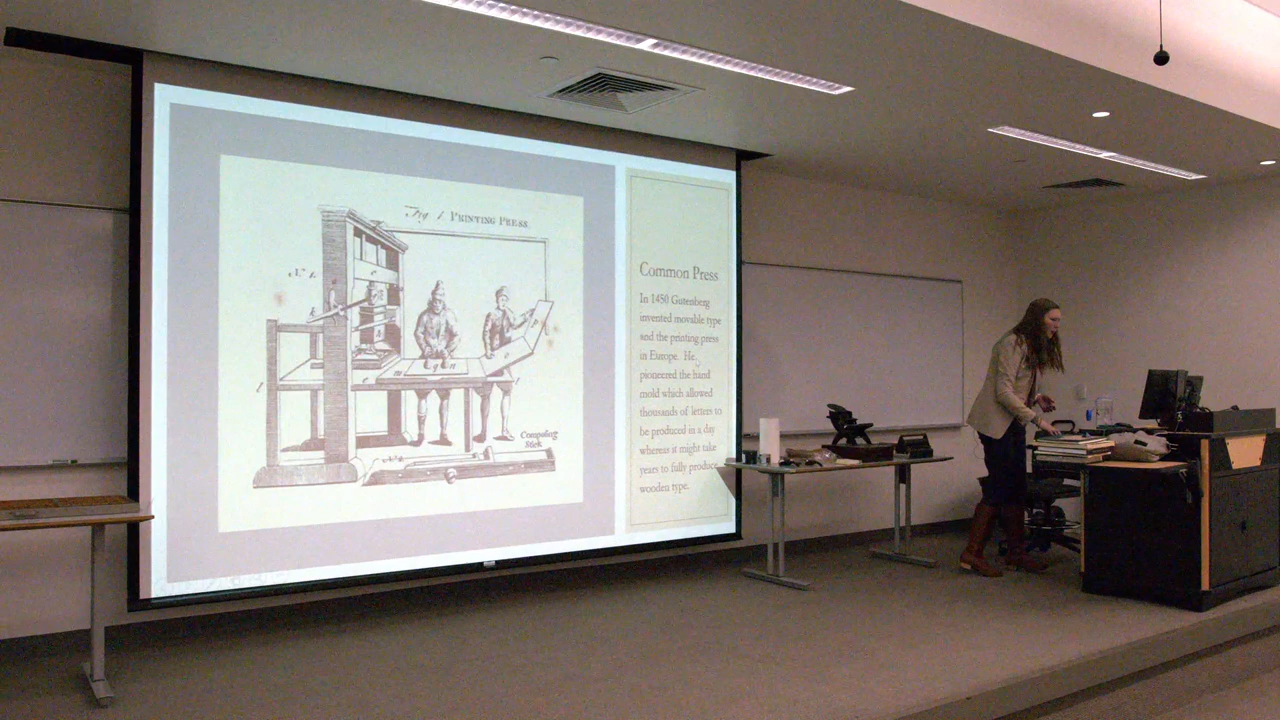 Fig. 1. PRINTING PRESS
Composing
Stick
Common Press
In 1450 Gutenberg
invented movable type
and the printing press
in Europe. He
pioneered the hand
mold which allowed
thousands of letters to
be produced in a day
whereas it might take
years to fully produce
wooden type.